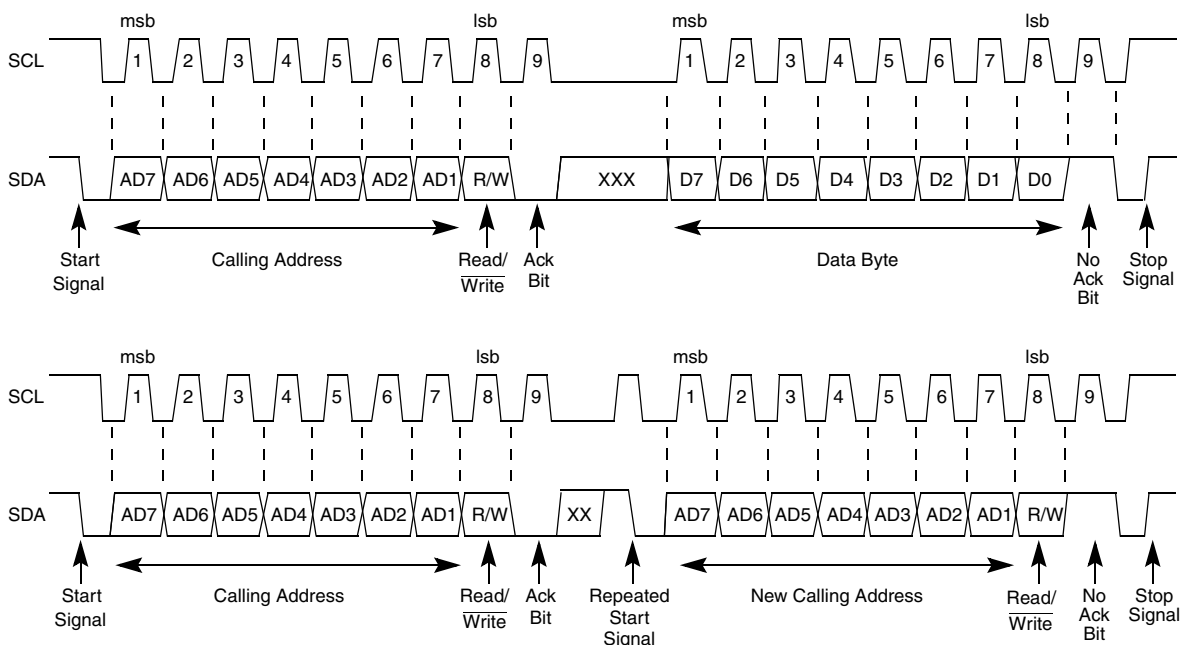 msb lsb msb lsb
SCL 1 2 3 4 5 6 7 8 9 1 2 3 4 5 6 7 8 9
SDA AD7 AD6 AD5 AD4 AD3 AD2 AD1 R/W XXX D7 D6 D5 D4 D3 D2 D1 D0
Start Signal
Calling Address
Read/
Write
Ack
Bit
Data Byte
No
Ack
Bit
Stop
Signal
msb lsb msb lsb
SCL 1 2 3 4 5 6 7 8 9 1 2 3 4 5 6 7 8 9
SDA AD7 AD6 AD5 AD4 AD3 AD2 AD1 R/W XX AD7 AD6 AD5 AD4 AD3 AD2 AD1 R/W
Start
Signal
Calling Address
Read/
Write
Ack
Bit
Repeated
Start
Signal
New Calling Address
Read/
Write
No
Ack
Bit
Stop
Signal